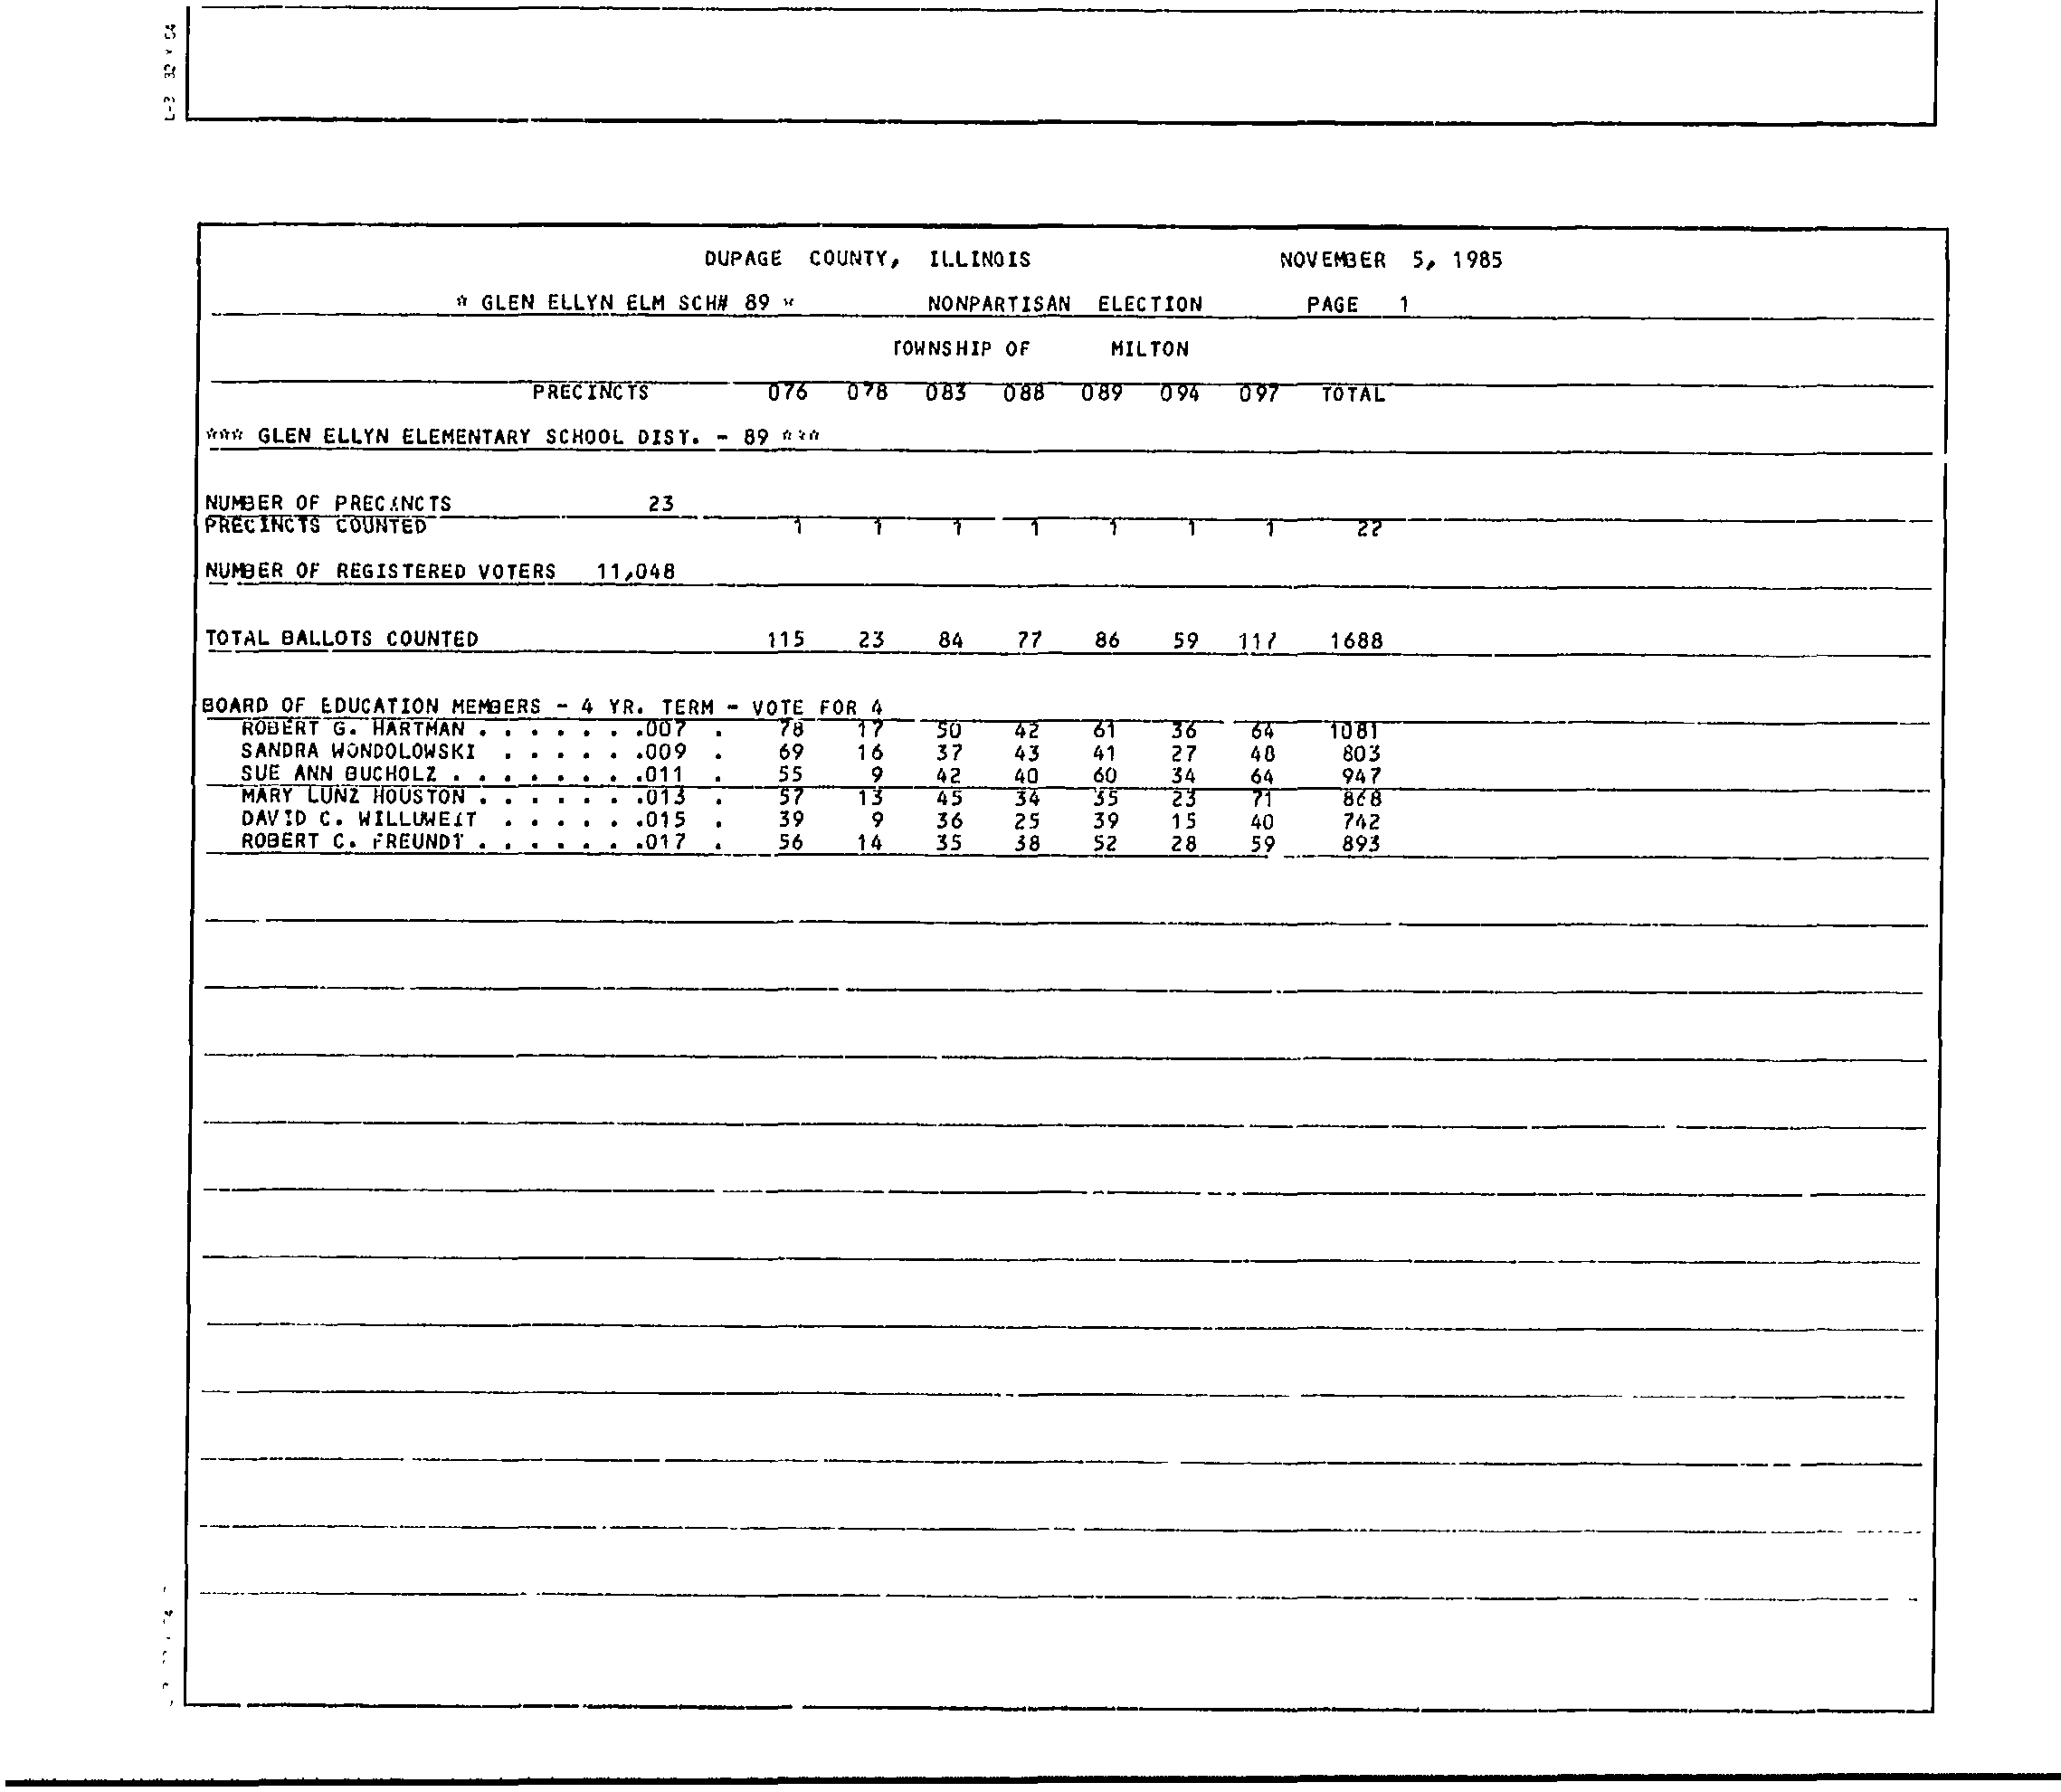 DUPAGE COUNTY, ILLINOIS NOVEMBER 5, 1985
* GLEN ELLYN ELM SCH# 89 * NONPARTISAN ELECTION PAGE 1
TOWNSHIP OF MILTON
PRECINCTS 076 078 083 088 089 094 097 TOTAL
*** GLEN ELLYN ELEMENTARY SCHOOL DIST. - 89 ***
NUMBER OF PRECINCTS 23
PRECINCTS COUNTED 1 1 1 1 1 1 1 22
NUMBER OF REGISTERED VOTERS 11,048
TOTAL BALLOTS COUNTED 115 23 84 77 86 59 117 1688
BOARD OF EDUCATION MEMBERS - 4 YR. TERM - VOTE FOR 4
ROBERT G. HARTMAN . . . . . . .007 . 78 17 50 42 61 36 64 1081
SANDRA WONDOLOWSKI . . . . . .009 . 69 16 37 43 41 27 48 803
SUE ANN BUCHOLZ . . . . . . . .011 . 55 9 42 40 60 34 64 947
MARY LUNZ HOUSTON . . . . . . .013 . 57 13 45 34 35 23 71 868
DAVID C. WILLUWEIT . . . . . .015 . 39 9 36 25 39 15 40 742
ROBERT C. FREUNDT . . . . . . .017 . 56 14 35 38 52 28 59 893